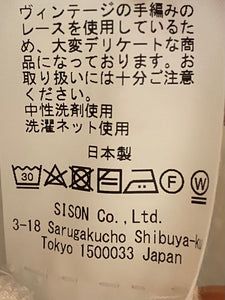 ヴィンテージの手編みの
レースを使用している
為、大変デリケートな商
品になっております。お
取り扱いには十分ご注意
ください。
中性洗剤使用
洗濯ネット使用
日本製
30 F W
SISON Co.,Ltd.
3-18 Sarugakucho Shibuya-ku
Tokyo 1500033 Japan